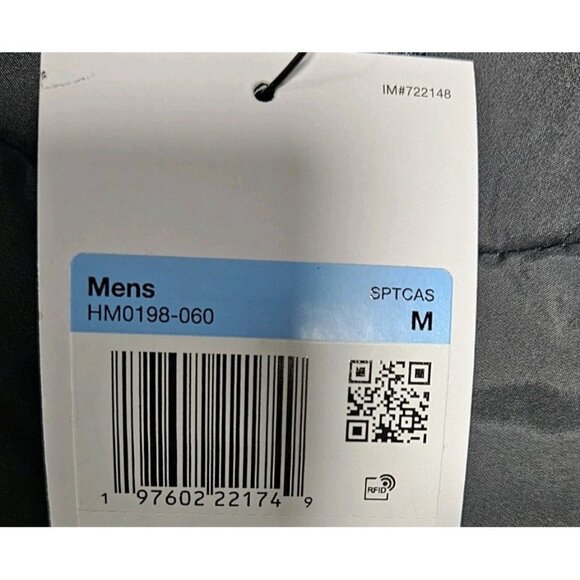 IM#722148
Mens SPTCAS
HM0198-060 M
1 97602 22174 9
RFID